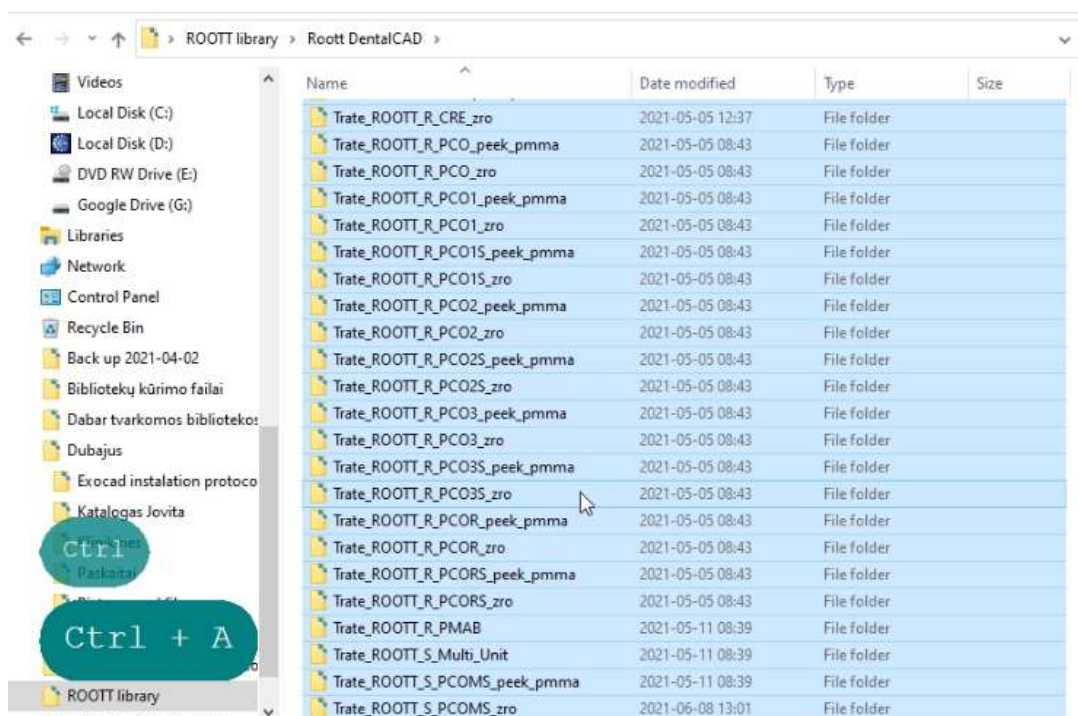 ROOTT library > Roott DentalCAD >
Name Date modified Type Size
Videos
Local Disk (C:)
Local Disk (D:)
DVD RW Drive (E:)
Google Drive (G:)
Libraries
Network
Control Panel
Recycle Bin
Back up 2021-04-02
Bibliotekų kūrimo failai
Dabar tvarkomos bibliotekos
Dubajus
Exocad instalation protoco
Katalogas Jovita
Ctrl
Paskaitai
Ctrl + A
ROOTT library
Trate_ROOTT_R_CRE_zro 2021-05-05 12:37 File folder
Trate_ROOTT_R_PCO_peek_pmma 2021-05-05 08:43 File folder
Trate_ROOTT_R_PCO_zro 2021-05-05 08:43 File folder
Trate_ROOTT_R_PCO1_peek_pmma 2021-05-05 08:43 File folder
Trate_ROOTT_R_PCO1_zro 2021-05-05 08:43 File folder
Trate_ROOTT_R_PCO1S_peek_pmma 2021-05-05 08:43 File folder
Trate_ROOTT_R_PCO1S_zro 2021-05-05 08:43 File folder
Trate_ROOTT_R_PCO2_peek_pmma 2021-05-05 08:43 File folder
Trate_ROOTT_R_PCO2_zro 2021-05-05 08:43 File folder
Trate_ROOTT_R_PCO2S_peek_pmma 2021-05-05 08:43 File folder
Trate_ROOTT_R_PCO2S_zro 2021-05-05 08:43 File folder
Trate_ROOTT_R_PCO3_peek_pmma 2021-05-05 08:43 File folder
Trate_ROOTT_R_PCO3_zro 2021-05-05 08:43 File folder
Trate_ROOTT_R_PCO3S_peek_pmma 2021-05-05 08:43 File folder
Trate_ROOTT_R_PCO3S_zro 2021-05-05 08:43 File folder
Trate_ROOTT_R_PCOR_peek_pmma 2021-05-05 08:43 File folder
Trate_ROOTT_R_PCOR_zro 2021-05-05 08:43 File folder
Trate_ROOTT_R_PCORS_peek_pmma 2021-05-05 08:43 File folder
Trate_ROOTT_R_PCORS_zro 2021-05-05 08:43 File folder
Trate_ROOTT_R_PMAB 2021-05-11 08:39 File folder
Trate_ROOTT_S_Multi_Unit 2021-05-11 08:39 File folder
Trate_ROOTT_S_PCOMS_peek_pmma 2021-05-11 08:39 File folder
Trate_ROOTT_S_PCOMS_zro 2021-06-08 13:01 File folder